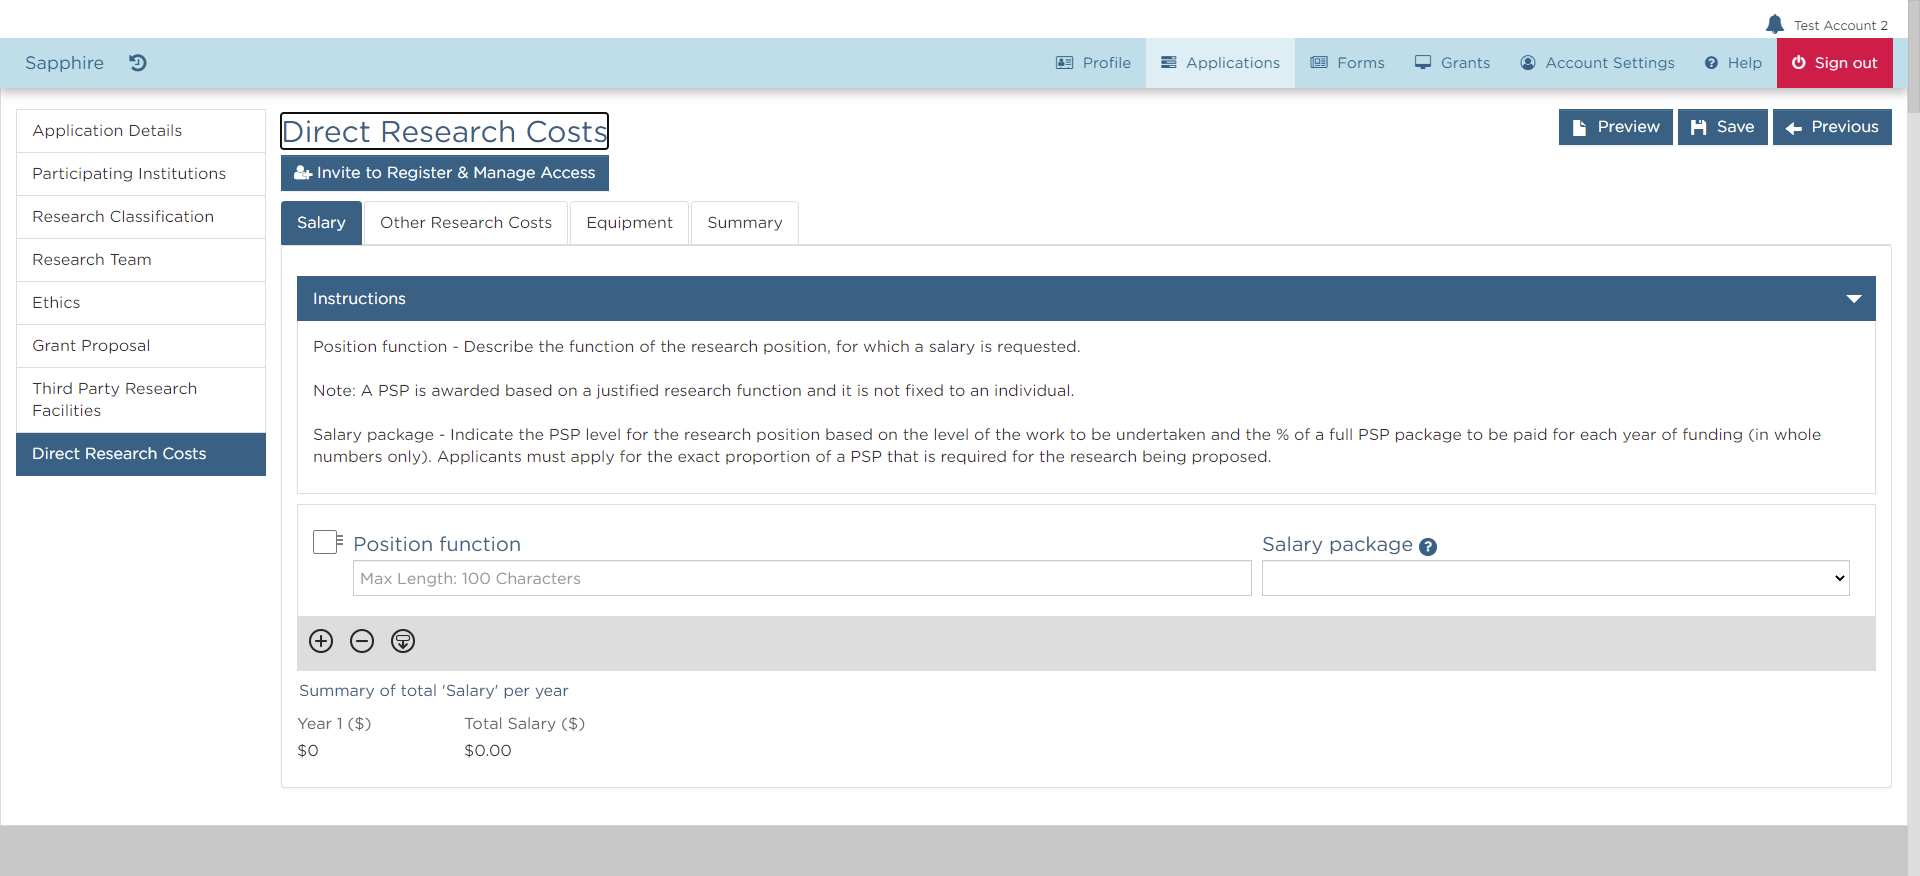 Test Account 2
Sapphire
Profile
Applications
Forms
Grants
Account Settings
Help
Sign out
Application Details
Participating Institutions
Research Classification
Research Team
Ethics
Grant Proposal
Third Party Research
Facilities
Direct Research Costs
Direct Research Costs
Preview
Save
Previous
Invite to Register & Manage Access
Salary
Other Research Costs
Equipment
Summary
Instructions
Position function - Describe the function of the research position, for which a salary is requested.
Note: A PSP is awarded based on a justified research function and it is not fixed to an individual.
Salary package - Indicate the PSP level for the research position based on the level of the work to be undertaken and the % of a full PSP package to be paid for each year of funding (in whole
numbers only). Applicants must apply for the exact proportion of a PSP that is required for the research being proposed.
Position function
Salary package ?
Max Length: 100 Characters
Summary of total 'Salary' per year
Year 1 ($)
Total Salary ($)
$0
$0.00